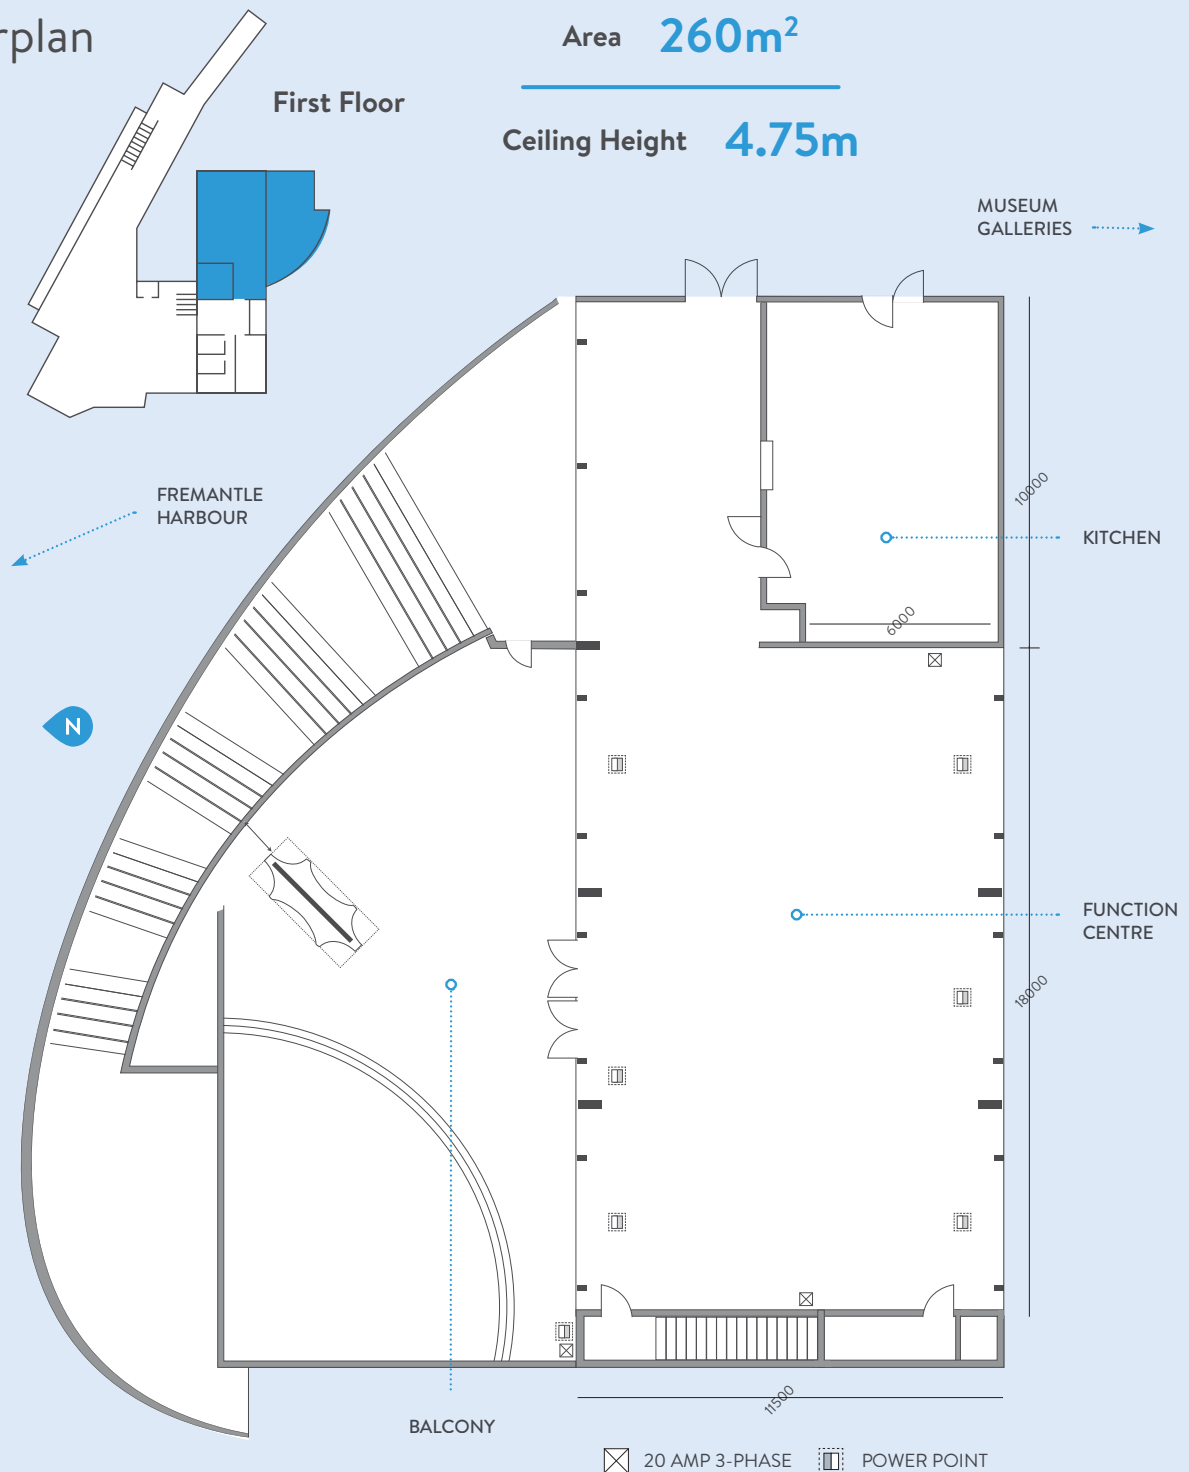 rplan
Area 260m²
First Floor
Ceiling Height 4.75m
MUSEUM
GALLERIES
FREMANTLE
HARBOUR
10000
KITCHEN
6000
N
FUNCTION
CENTRE
18000
11500
BALCONY
20 AMP 3-PHASE
POWER POINT